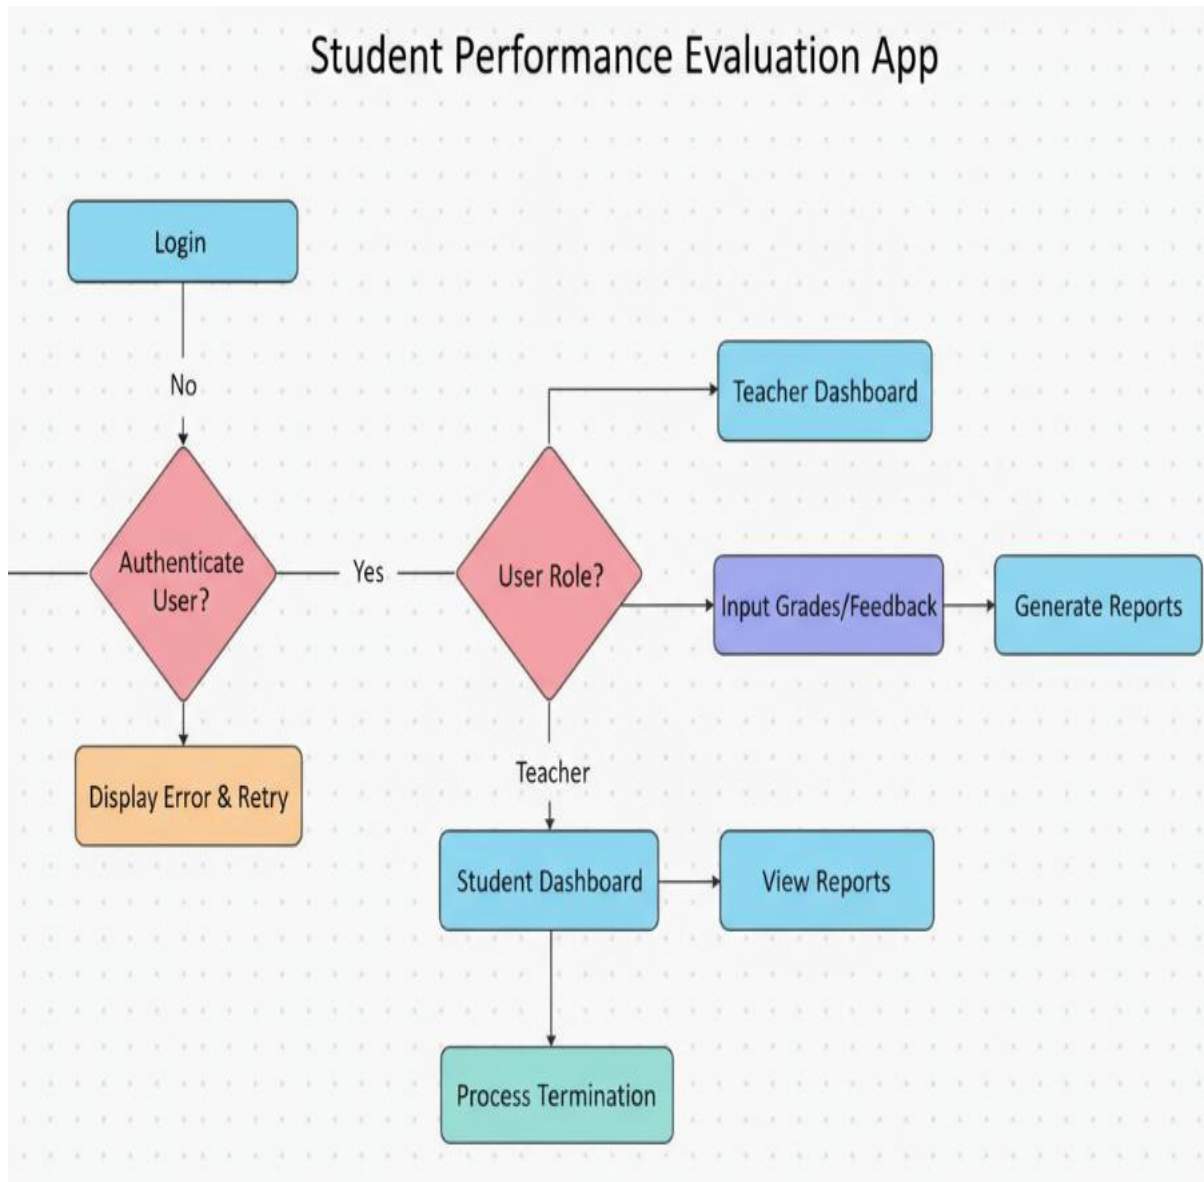 Student Performance Evaluation App
Login
No
Teacher Dashboard
Authenticate
User?
Yes
User Role?
Input Grades/Feedback
Generate Reports
Teacher
Display Error & Retry
Student Dashboard
View Reports
Process Termination